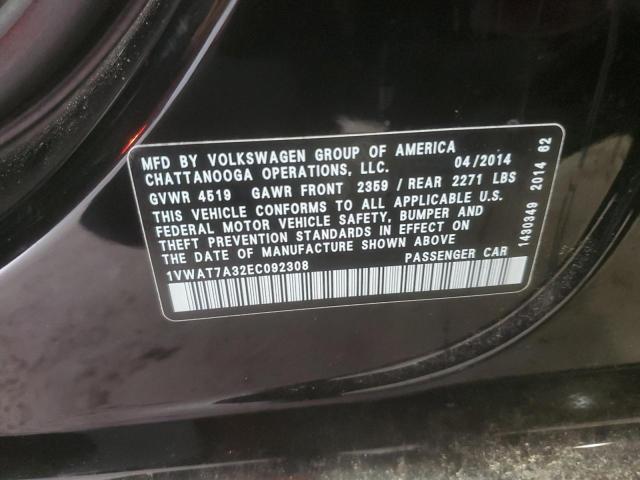 MFD BY VOLKSWAGEN GROUP OF AMERICA
CHATTANOOGA OPERATIONS, LLC. 04/2014
GVWR 4519 GAWR FRONT 2359 / REAR 2271 LBS
THIS VEHICLE CONFORMS TO ALL APPLICABLE U.S.
FEDERAL MOTOR VEHICLE SAFETY, BUMPER AND
THEFT PREVENTION STANDARDS IN EFFECT ON
THE DATE OF MANUFACTURE SHOWN ABOVE
1VWAT7A32EC092308 PASSENGER CAR
1430349 2014 62